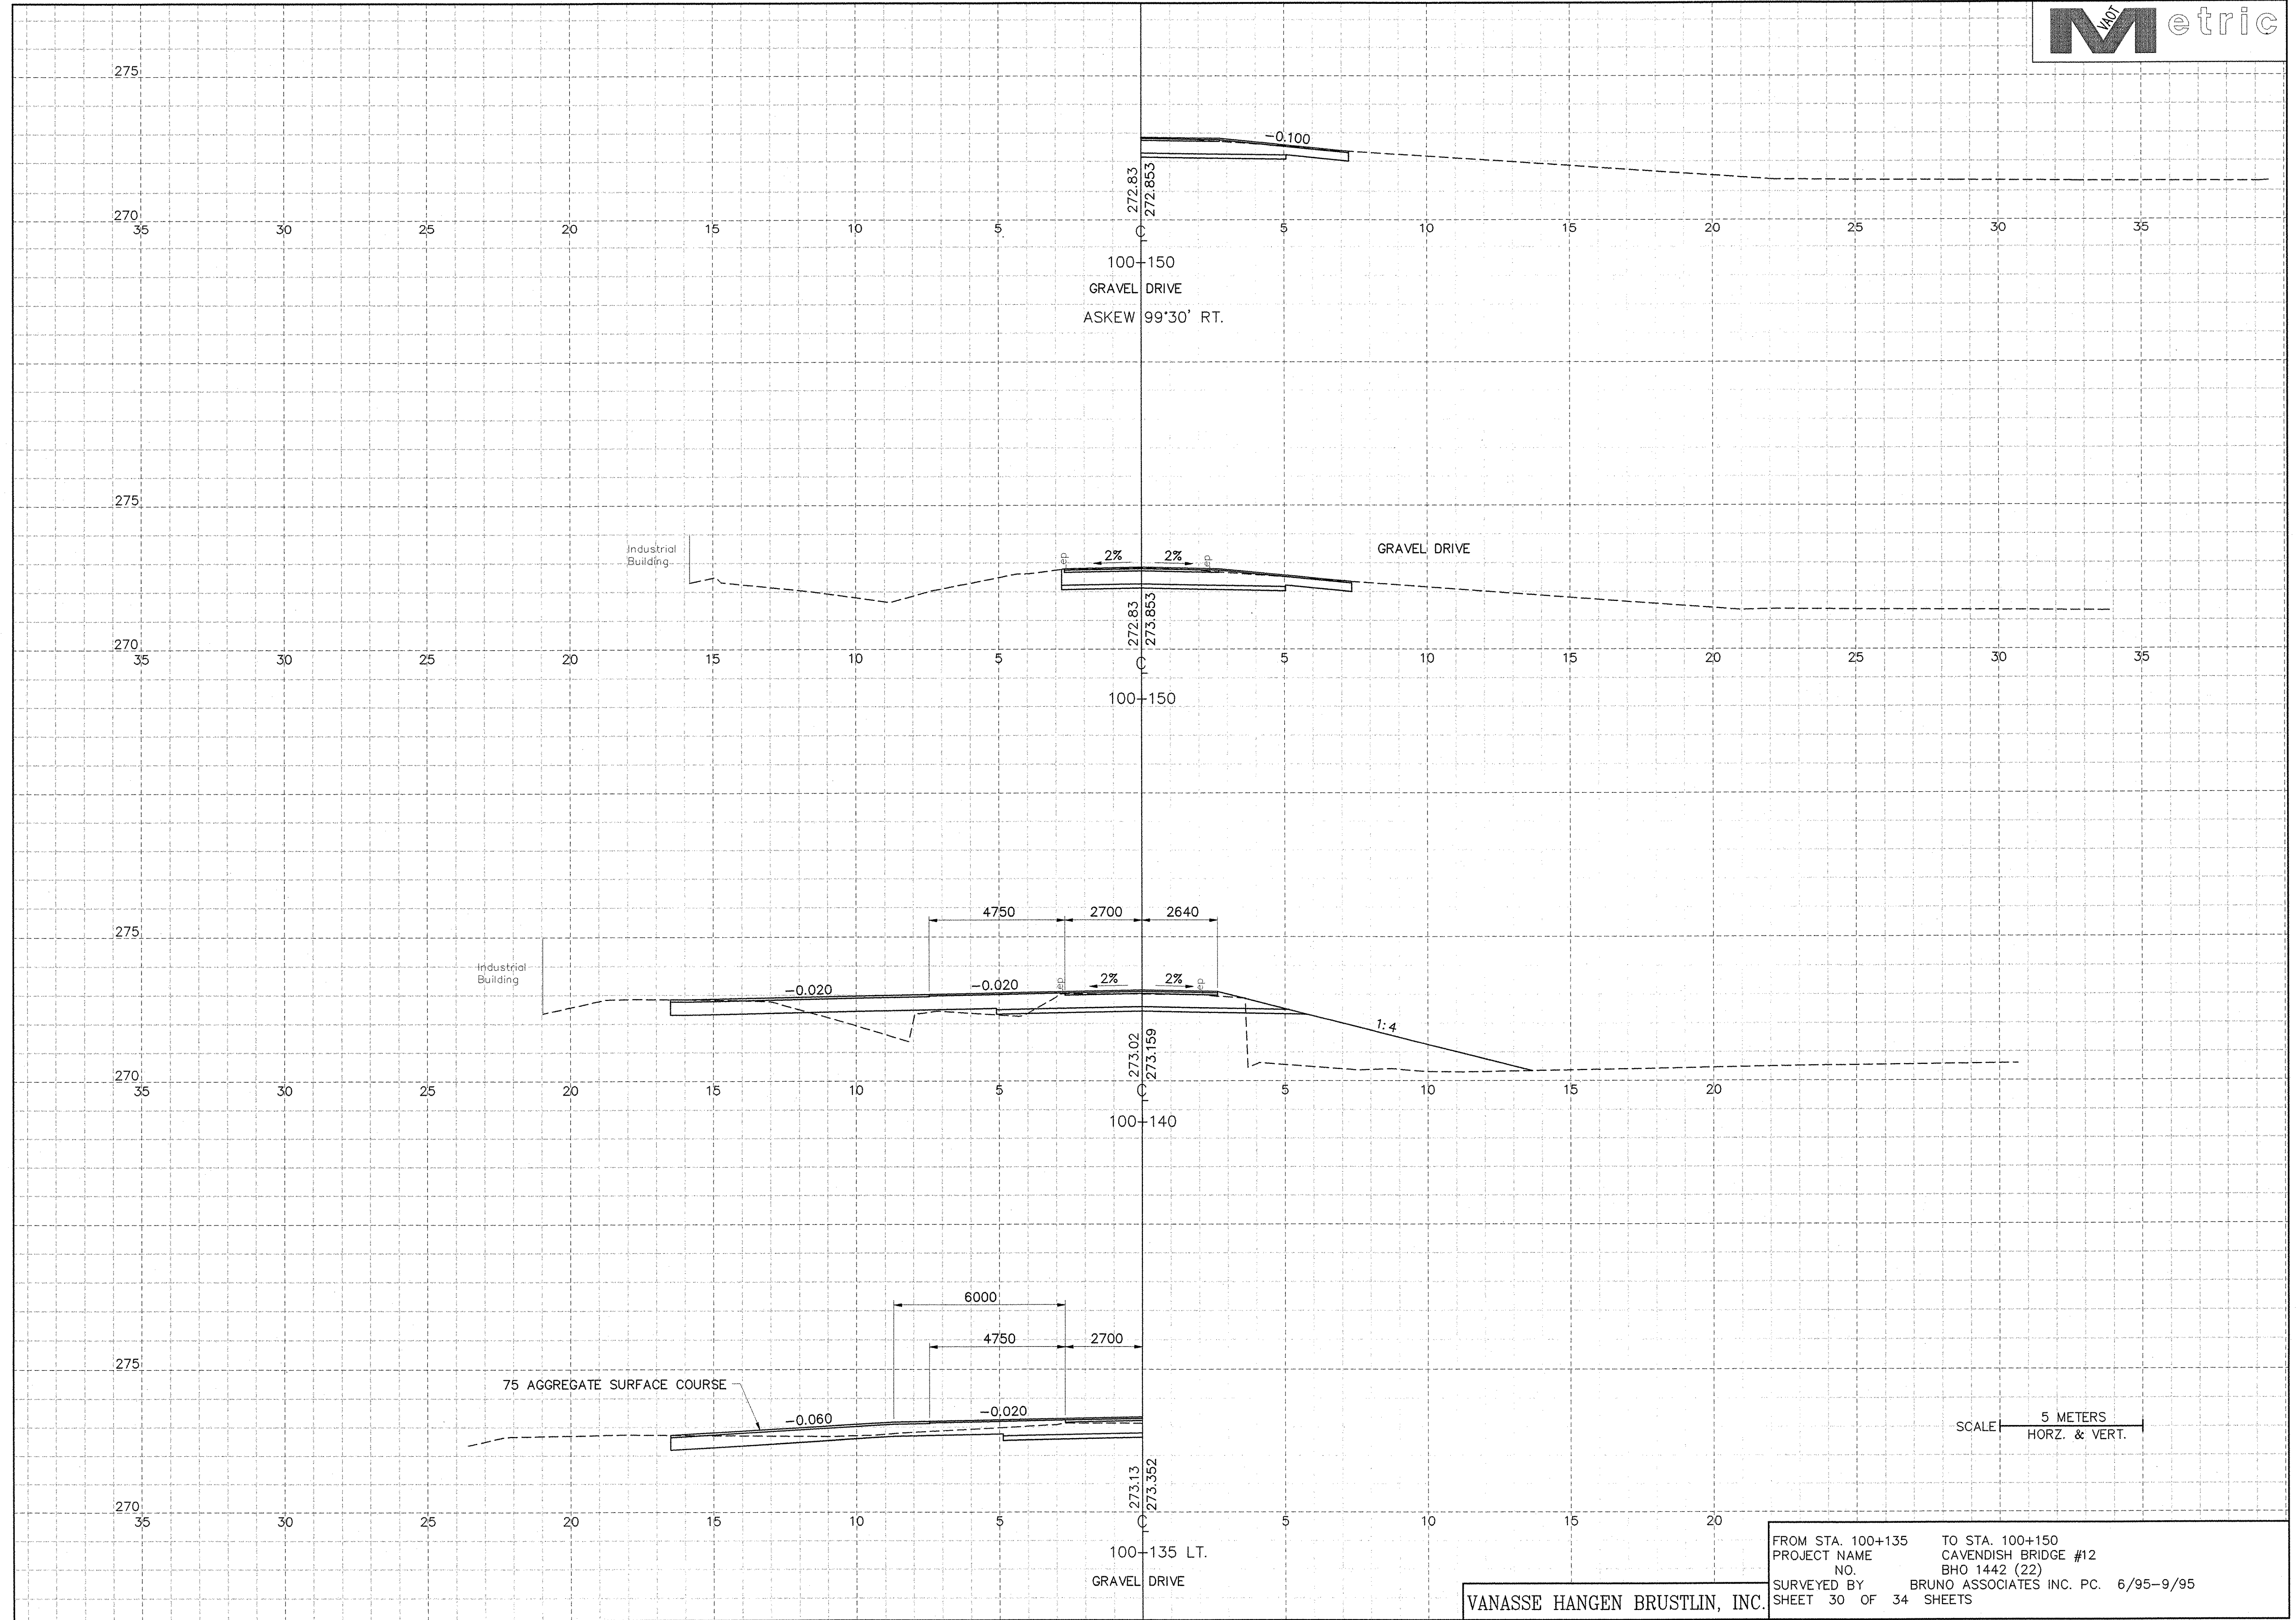 VAOT
Metric
275
-0.100
272.83
272.853
270
35 30 25 20 15 10 5 C L 5 10 15 20 25 30 35
100+150
GRAVEL DRIVE
ASKEW 99°30' RT.
275
Industrial
Building
ep 2% 2% ep
GRAVEL DRIVE
272.83
273.853
270
35 30 25 20 15 10 5 C L 5 10 15 20 25 30 35
100+150
4750 2700 2640
275
Industrial
Building
-0.020 -0.020 ep 2% 2% ep
1:4
273.02
273.159
270
35 30 25 20 15 10 5 C L 5 10 15 20
100+140
6000
4750 2700
275
75 AGGREGATE SURFACE COURSE
-0.060 -0.020
SCALE 5 METERS
HORZ. & VERT.
273.13
273.352
270
35 30 25 20 15 10 5 C L 5 10 15 20
100+135 LT.
GRAVEL DRIVE
VANASSE HANGEN BRUSTLIN, INC.
FROM STA. 100+135 TO STA. 100+150
PROJECT NAME CAVENDISH BRIDGE #12
NO. BHO 1442 (22)
SURVEYED BY BRUNO ASSOCIATES INC. PC. 6/95-9/95
SHEET 30 OF 34 SHEETS